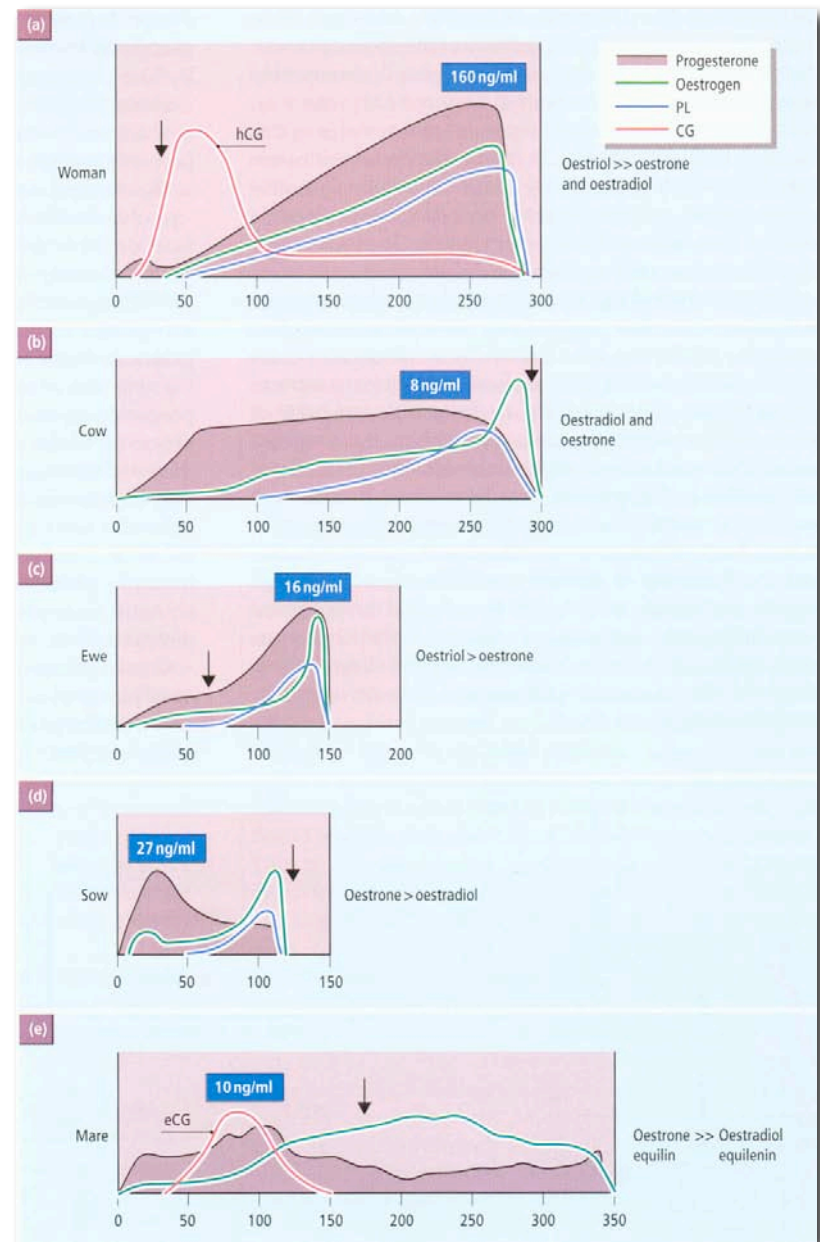 (a)
160 ng/ml
Progesterone
Oestrogen
PL
CG
hCG
Woman
Oestriol >> oestrone
and oestradiol
0 50 100 150 200 250 300
(b)
8 ng/ml
Cow
Oestradiol and
oestrone
0 50 100 150 200 250 300
(c)
16 ng/ml
Ewe
Oestriol > oestrone
0 50 100 150 200
(d)
27 ng/ml
Sow
Oestrone > oestradiol
0 50 100 150
(e)
10 ng/ml
eCG
Mare
Oestrone >> Oestradiol
equilin equilenin
0 50 100 150 200 250 300 350